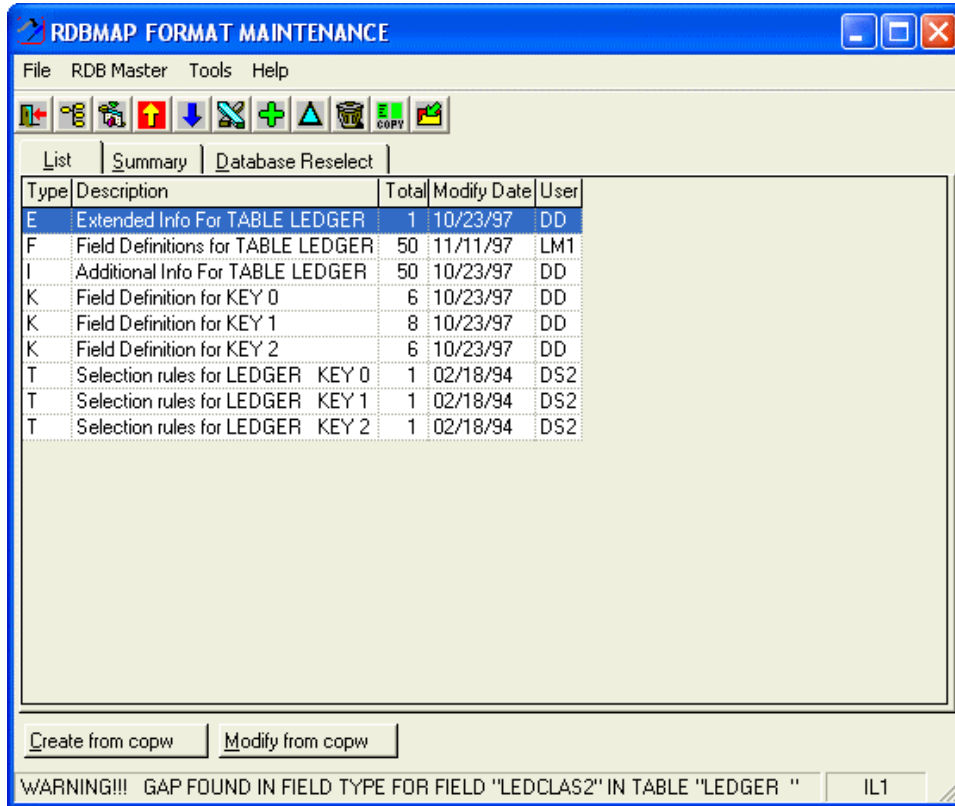 RDBMAP FORMAT MAINTENANCE
File RDB Master Tools Help
COPY
List Summary Database Reselect
Type Description Total Modify Date User
E Extended Info For TABLE LEDGER 1 10/23/97 DD
F Field Definitions for TABLE LEDGER 50 11/11/97 LM1
I Additional Info For TABLE LEDGER 50 10/23/97 DD
K Field Definition for KEY 0 6 10/23/97 DD
K Field Definition for KEY 1 8 10/23/97 DD
K Field Definition for KEY 2 6 10/23/97 DD
T Selection rules for LEDGER KEY 0 1 02/18/94 DS2
T Selection rules for LEDGER KEY 1 1 02/18/94 DS2
T Selection rules for LEDGER KEY 2 1 02/18/94 DS2
Create from copw Modify from copw
WARNING!!! GAP FOUND IN FIELD TYPE FOR FIELD "LEDCLAS2" IN TABLE "LEDGER " IL1